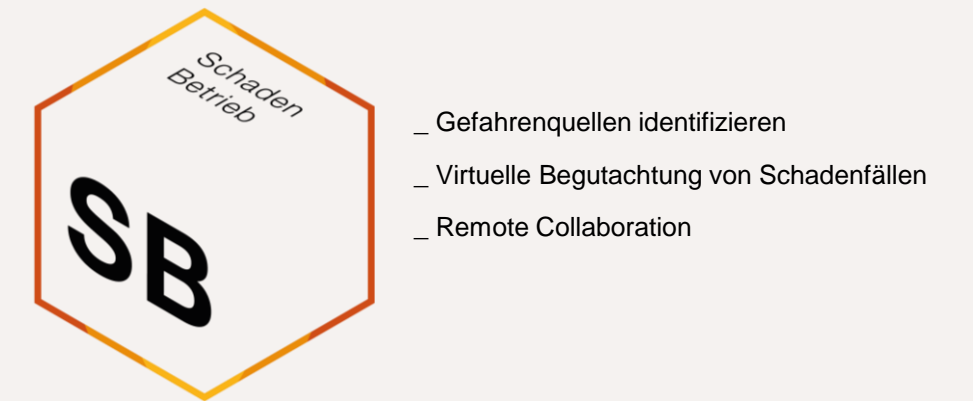 Schaden
Betrieb
SB
_ Gefahrenquellen identifizieren
_ Virtuelle Begutachtung von Schadenfällen
_ Remote Collaboration